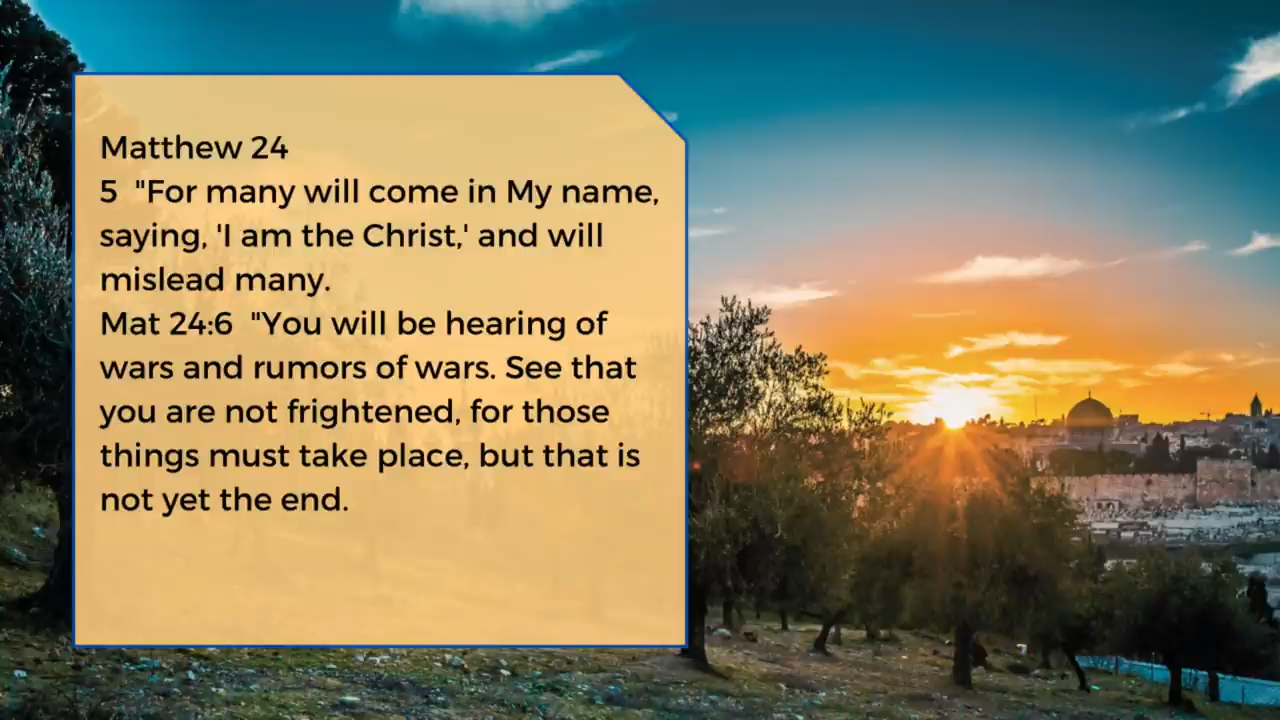 Matthew 24
5  "For many will come in My name,
saying, 'I am the Christ,' and will
mislead many.
Mat 24:6  "You will be hearing of
wars and rumors of wars. See that
you are not frightened, for those
things must take place, but that is
not yet the end.